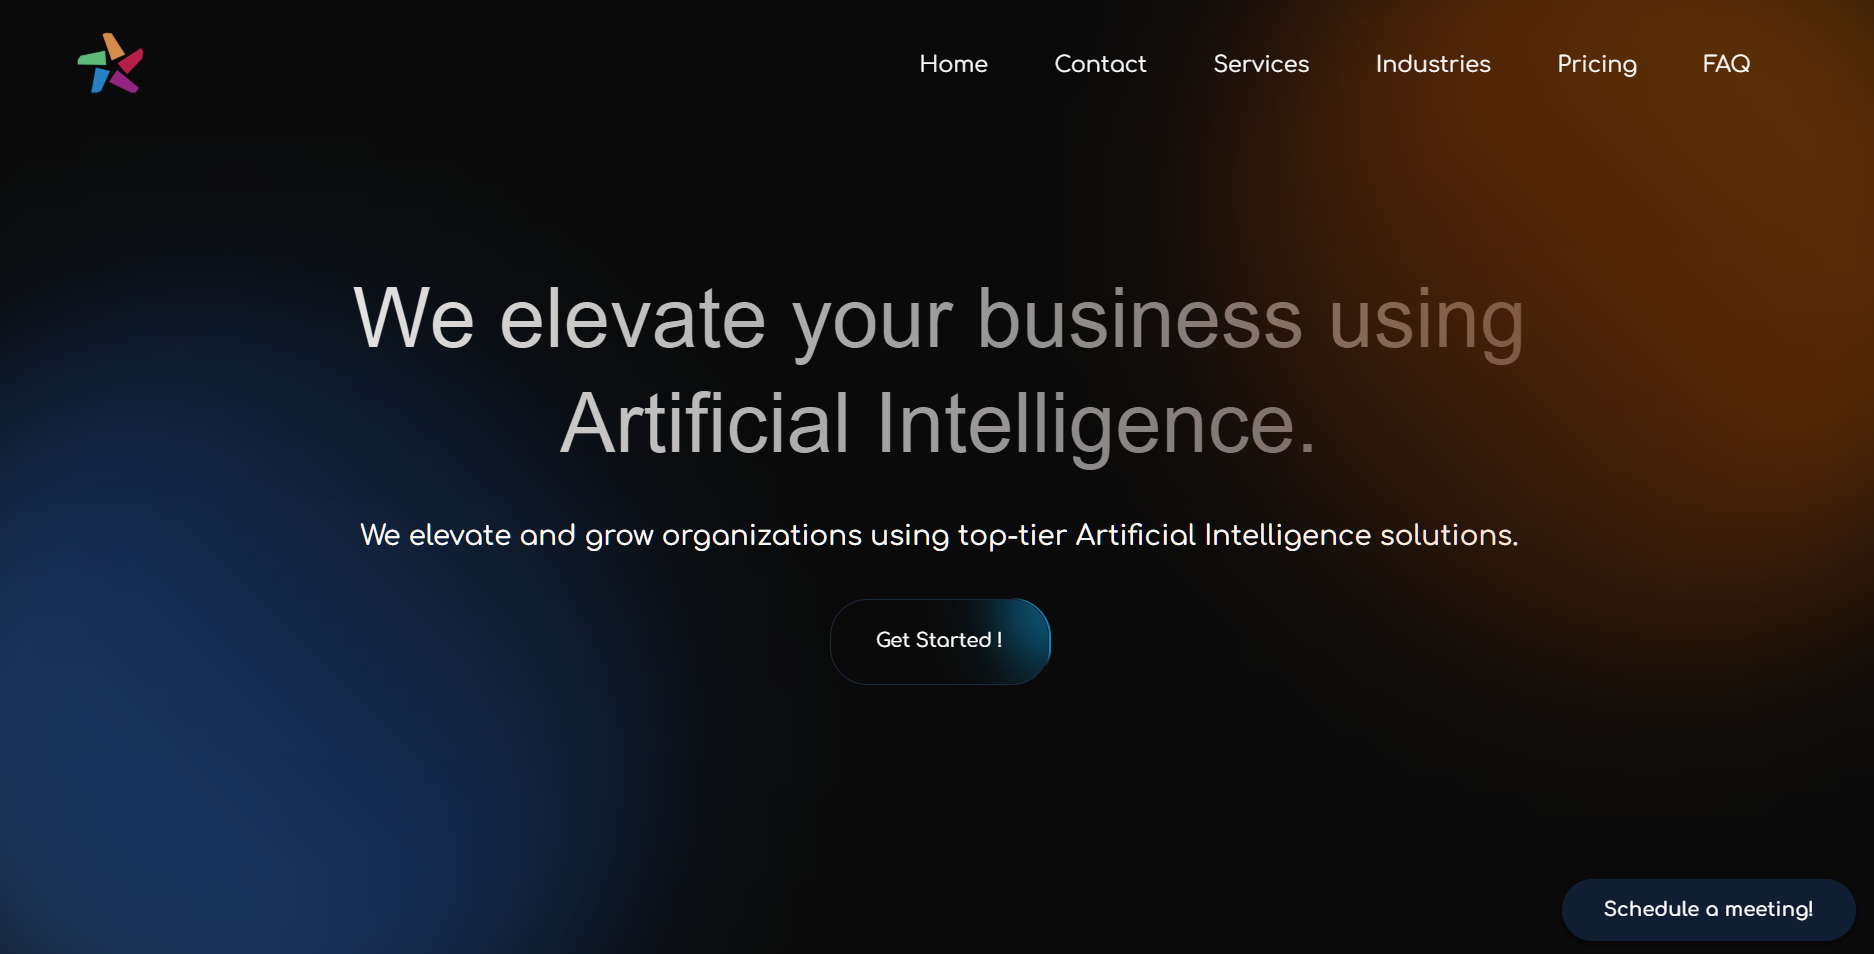 Home Contact Services Industries Pricing FAQ
We elevate your business using
Artificial Intelligence.
We elevate and grow organizations using top-tier Artificial Intelligence solutions.
Get Started !
Schedule a meeting!